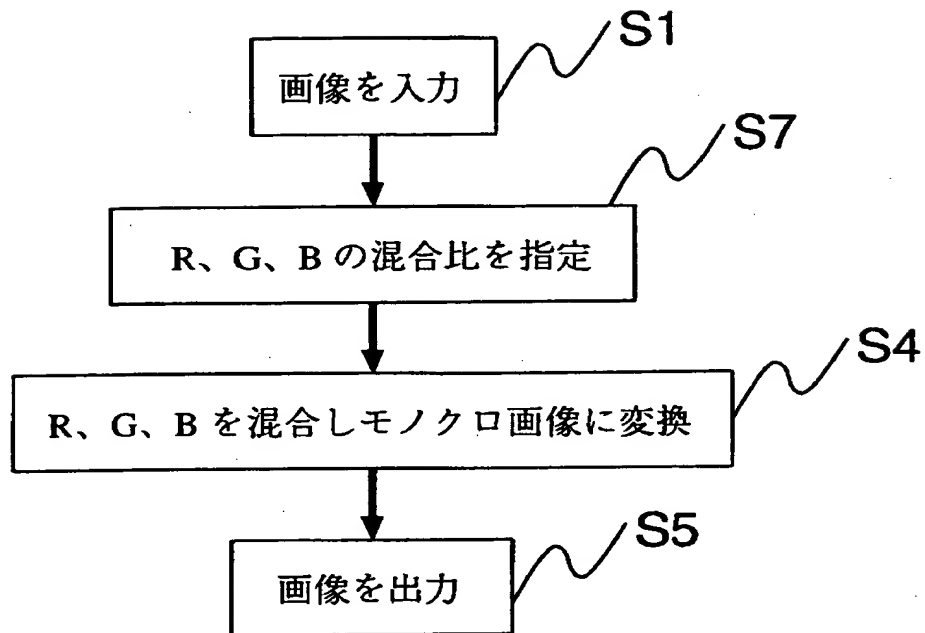 S1
画像を入力
S7
R、G、Bの混合比を指定
S4
R、G、Bを混合しモノクロ画像に変換
S5
画像を出力